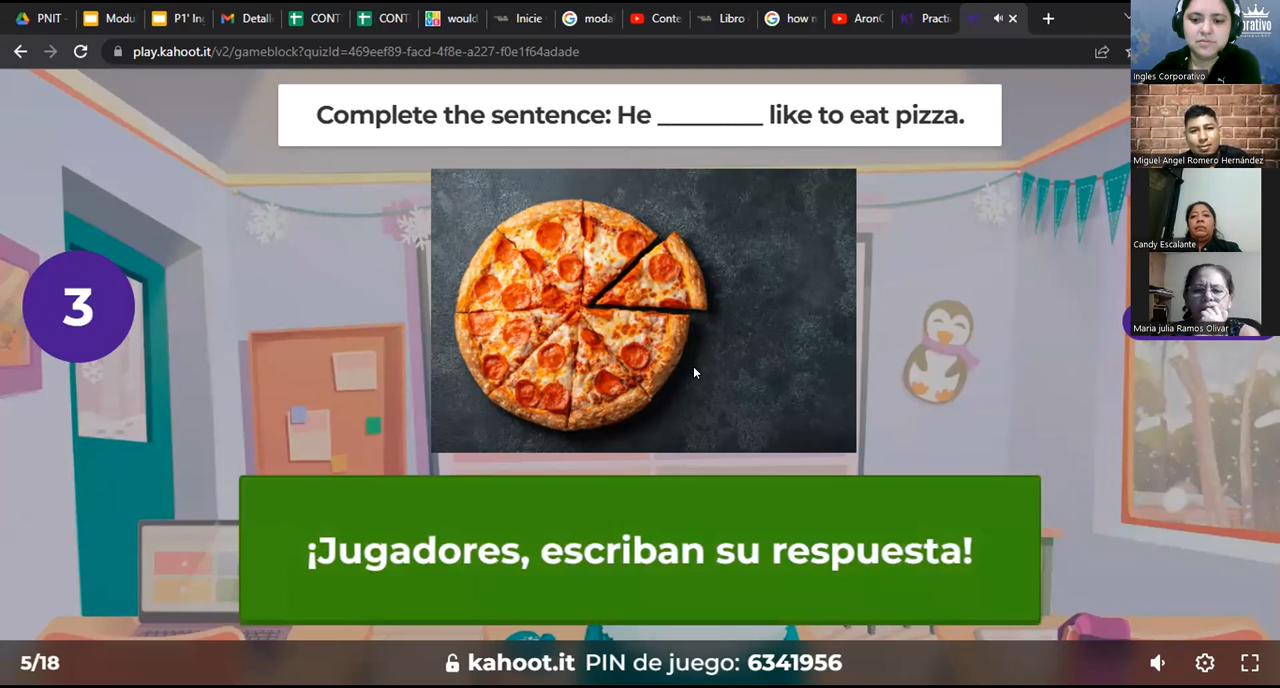 PNIT -
Modu
P1' In
Detall
CONT
CONT
would
Inicie
moda
Conte
Libro
how n
AronC
Practi
play.kahoot.it/v2/gameblock?quizId=469eef89-facd-4f8e-a227-f0e1f64adade
Complete the sentence: He ________ like to eat pizza.
3
¡Jugadores, escriban su respuesta!
5/18
kahoot.it PIN de juego: 6341956
orativo
Ingles Corporativo
Miguel Angel Romero Hernández
Candy Escalante
Maria julia Ramos Olivar